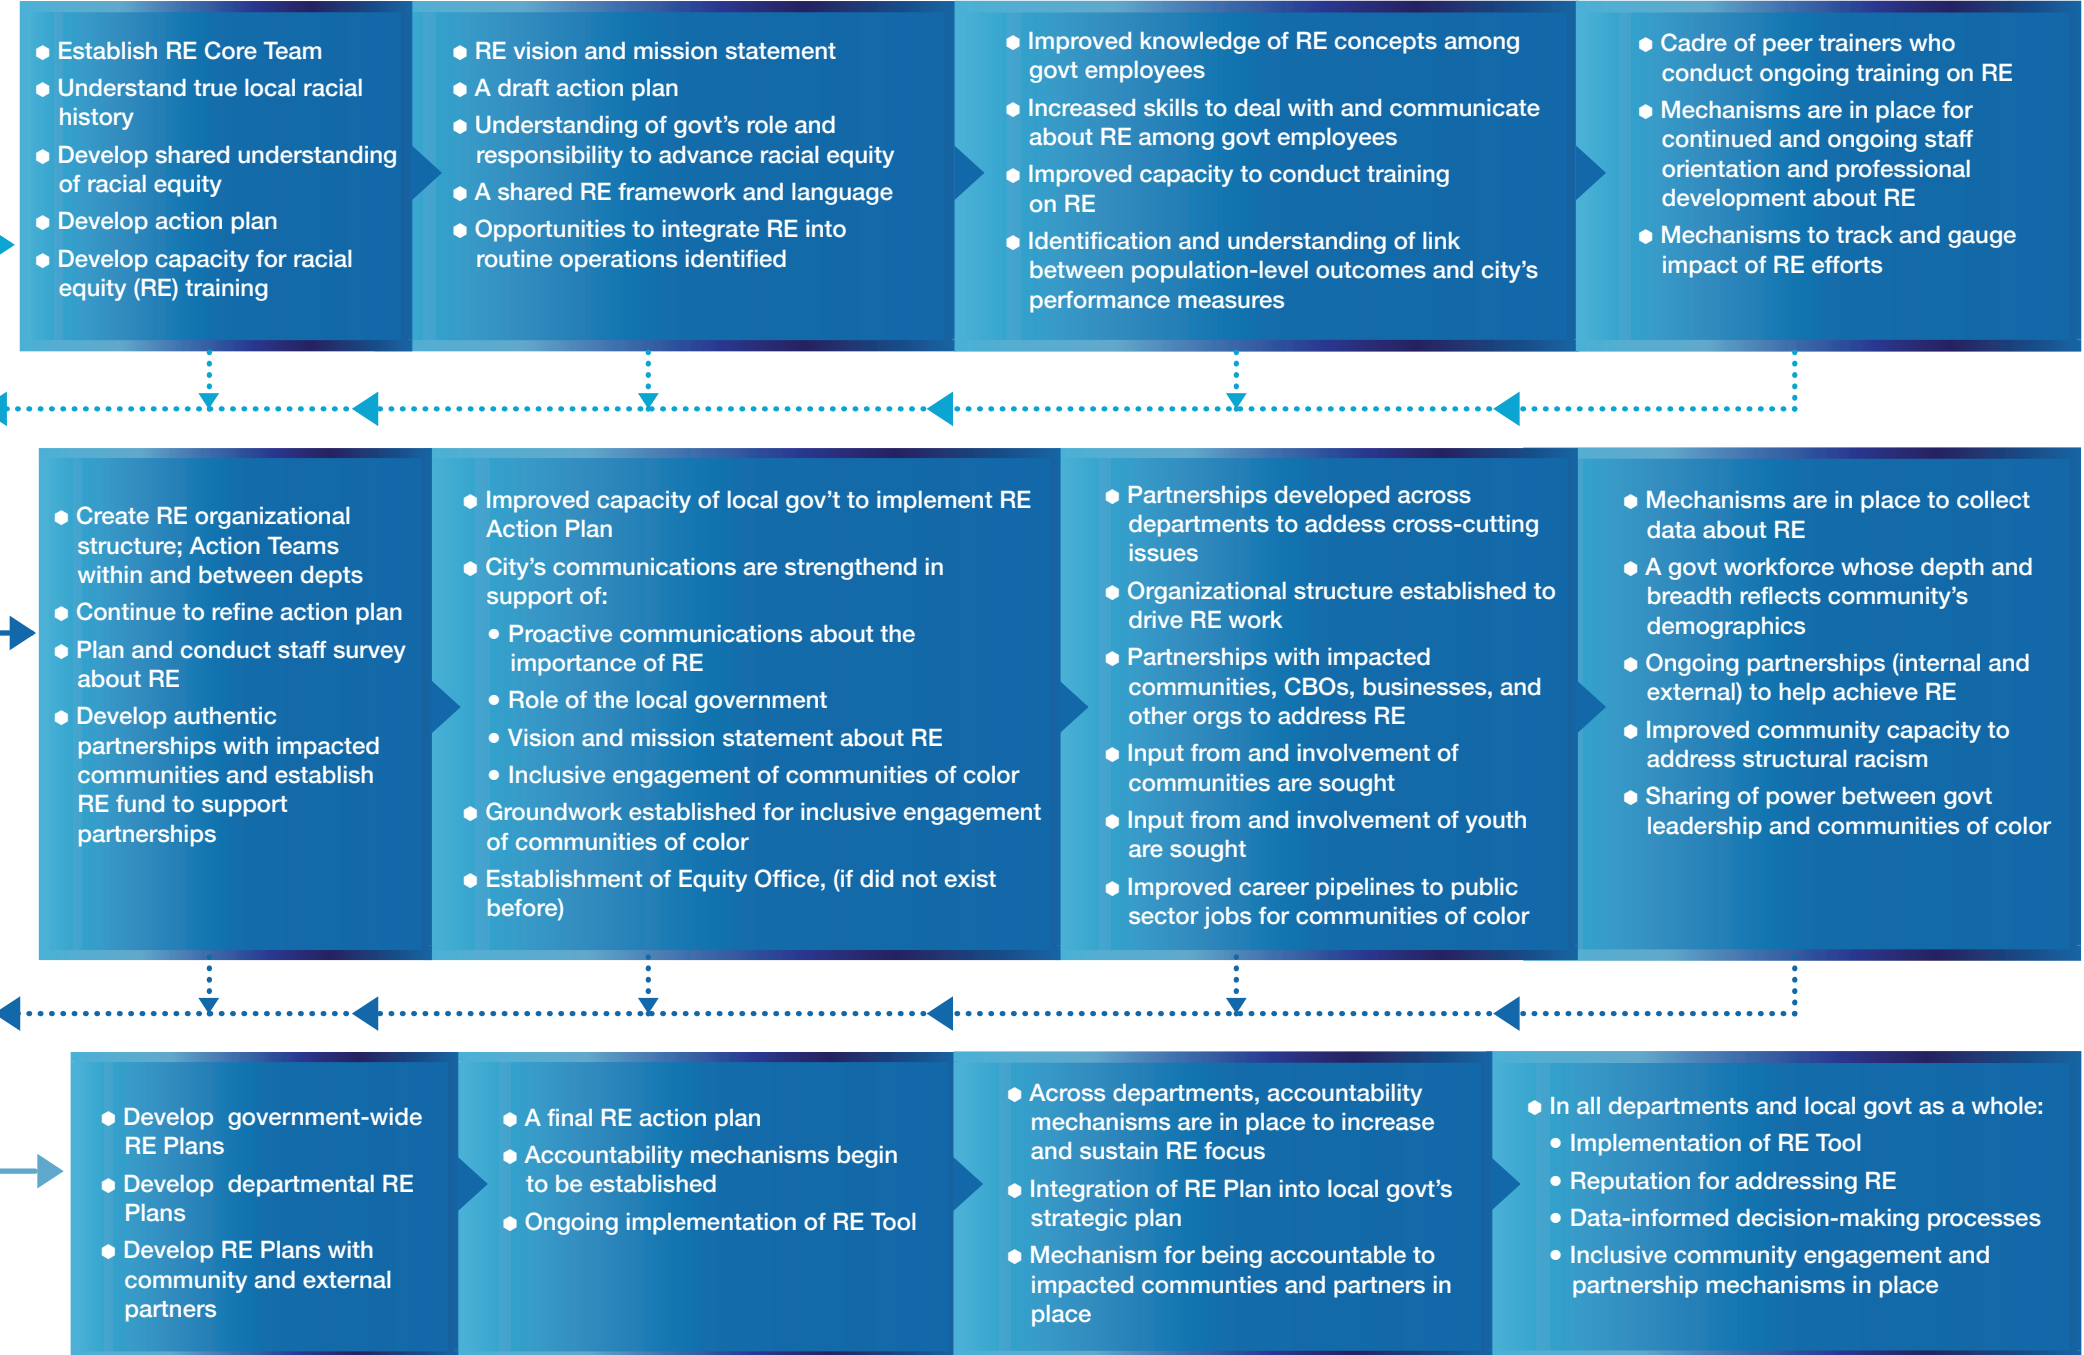 Establish RE Core Team
Understand true local racial
history
Develop shared understanding
of racial equity
Develop action plan
Develop capacity for racial
equity (RE) training
RE vision and mission statement
A draft action plan
Understanding of govt's role and
responsibility to advance racial equity
A shared RE framework and language
Opportunities to integrate RE into
routine operations identified
Improved knowledge of RE concepts among
govt employees
Increased skills to deal with and communicate
about RE among govt employees
Improved capacity to conduct training
on RE
Identification and understanding of link
between population-level outcomes and city's
performance measures
Cadre of peer trainers who
conduct ongoing training on RE
Mechanisms are in place for
continued and ongoing staff
orientation and professional
development about RE
Mechanisms to track and gauge
impact of RE efforts
Create RE organizational
structure; Action Teams
within and between depts
Continue to refine action plan
Plan and conduct staff survey
about RE
Develop authentic
partnerships with impacted
communities and establish
RE fund to support
partnerships
Improved capacity of local gov't to implement RE
Action Plan
City's communications are strengthend in
support of:
Proactive communications about the
importance of RE
Role of the local government
Vision and mission statement about RE
Inclusive engagement of communities of color
Groundwork established for inclusive engagement
of communities of color
Establishment of Equity Office, (if did not exist
before)
Partnerships developed across
departments to addess cross-cutting
issues
Organizational structure established to
drive RE work
Partnerships with impacted
communities, CBOs, businesses, and
other orgs to address RE
Input from and involvement of
communities are sought
Input from and involvement of youth
are sought
Improved career pipelines to public
sector jobs for communities of color
Mechanisms are in place to collect
data about RE
A govt workforce whose depth and
breadth reflects community's
demographics
Ongoing partnerships (internal and
external) to help achieve RE
Improved community capacity to
address structural racism
Sharing of power between govt
leadership and communities of color
Develop government-wide
RE Plans
Develop departmental RE
Plans
Develop RE Plans with
community and external
partners
A final RE action plan
Accountability mechanisms begin
to be established
Ongoing implementation of RE Tool
Across departments, accountability
mechanisms are in place to increase
and sustain RE focus
Integration of RE Plan into local govt's
strategic plan
Mechanism for being accountable to
impacted communties and partners in
place
In all departments and local govt as a whole:
Implementation of RE Tool
Reputation for addressing RE
Data-informed decision-making processes
Inclusive community engagement and
partnership mechanisms in place